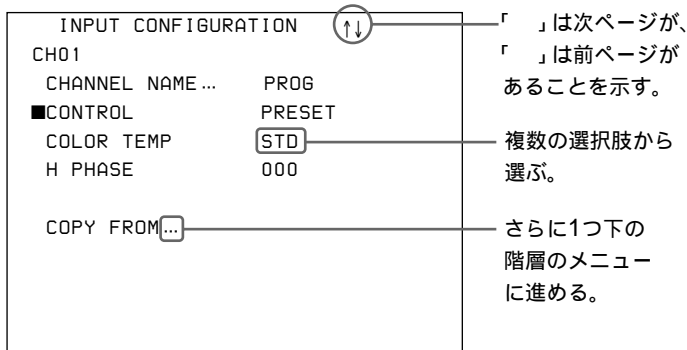 INPUT CONFIGURATION (↑↓)
CH01
CHANNEL NAME… PROG
■CONTROL PRESET
COLOR TEMP STD
H PHASE 000
COPY FROM…
「　」は次ページが、
「　」は前ページが
あることを示す。
複数の選択肢から
選ぶ。
さらに1つ下の
階層のメニュー
に進める。